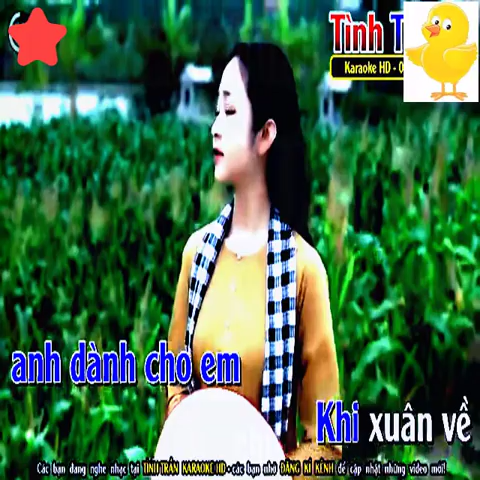 Tình T
Karaoke HD - 0
anh dành cho em
Khi xuân về
Các bạn đang nghe nhạc tại TÌNH TRẦN KARAOKE HD - các bạn nhớ ĐĂNG KÍ KÊNH để cập nhật những video mới!